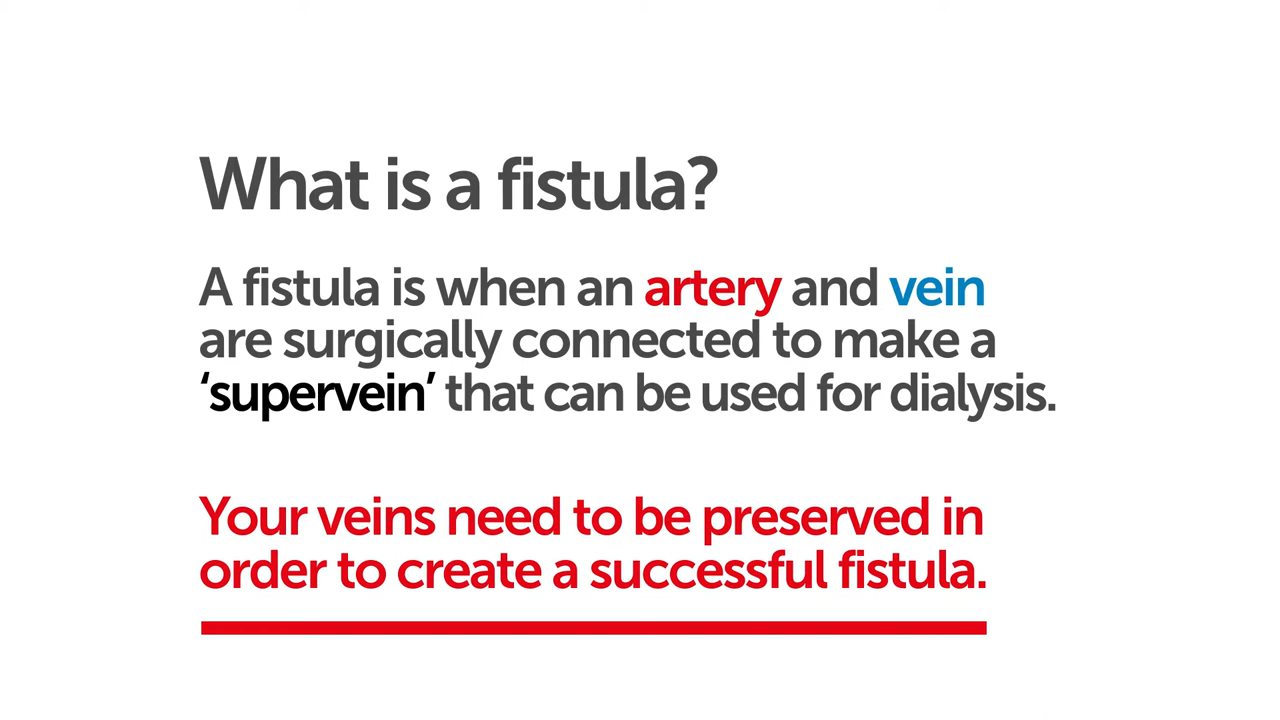 What is a fistula?
A fistula is when an artery and vein
are surgically connected to make a
‘supervein’ that can be used for dialysis.
Your veins need to be preserved in
order to create a successful fistula.